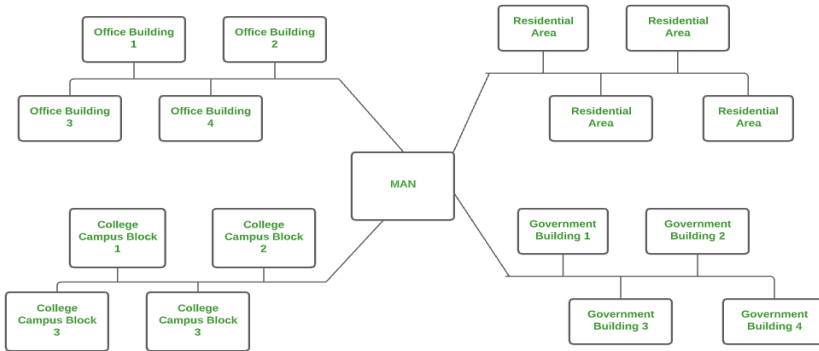 Office Building
1
Office Building
2
Office Building
3
Office Building
4
Residential
Area
Residential
Area
Residential
Area
Residential
Area
MAN
College
Campus Block
1
College
Campus Block
2
College
Campus Block
3
College
Campus Block
3
Government
Building 1
Government
Building 2
Government
Building 3
Government
Building 4